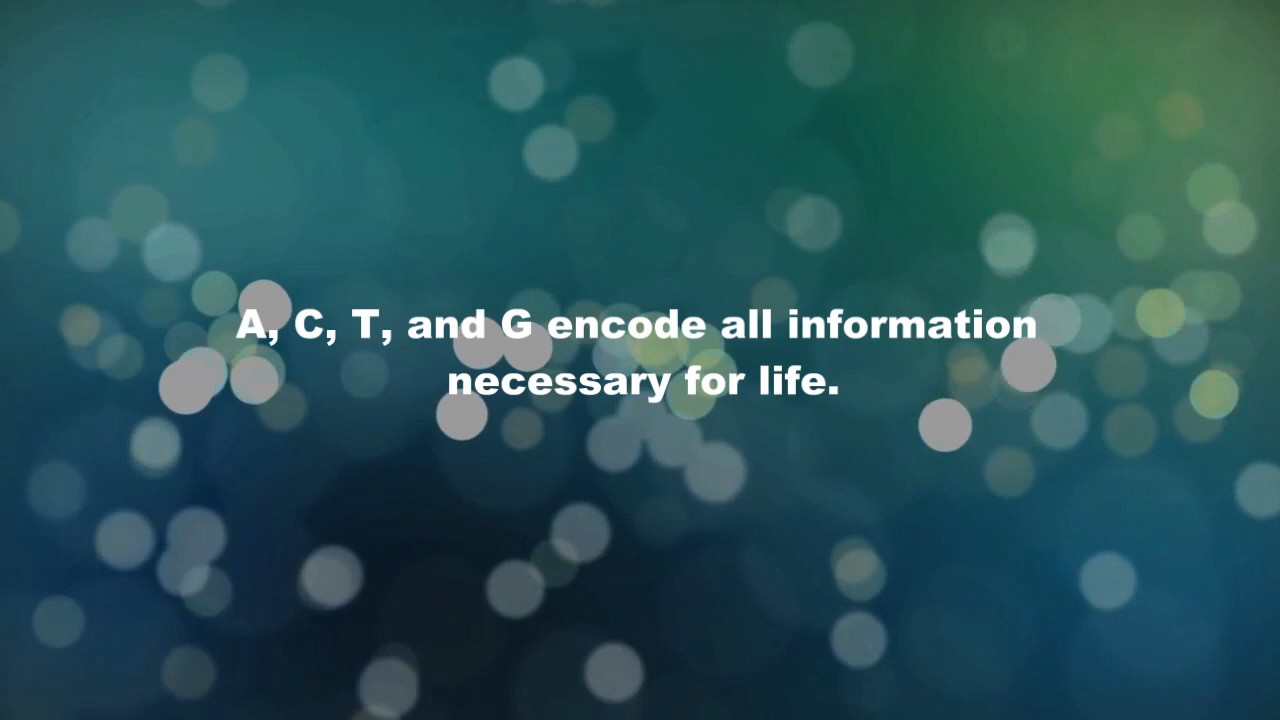 A, C, T, and G encode all information
necessary for life.